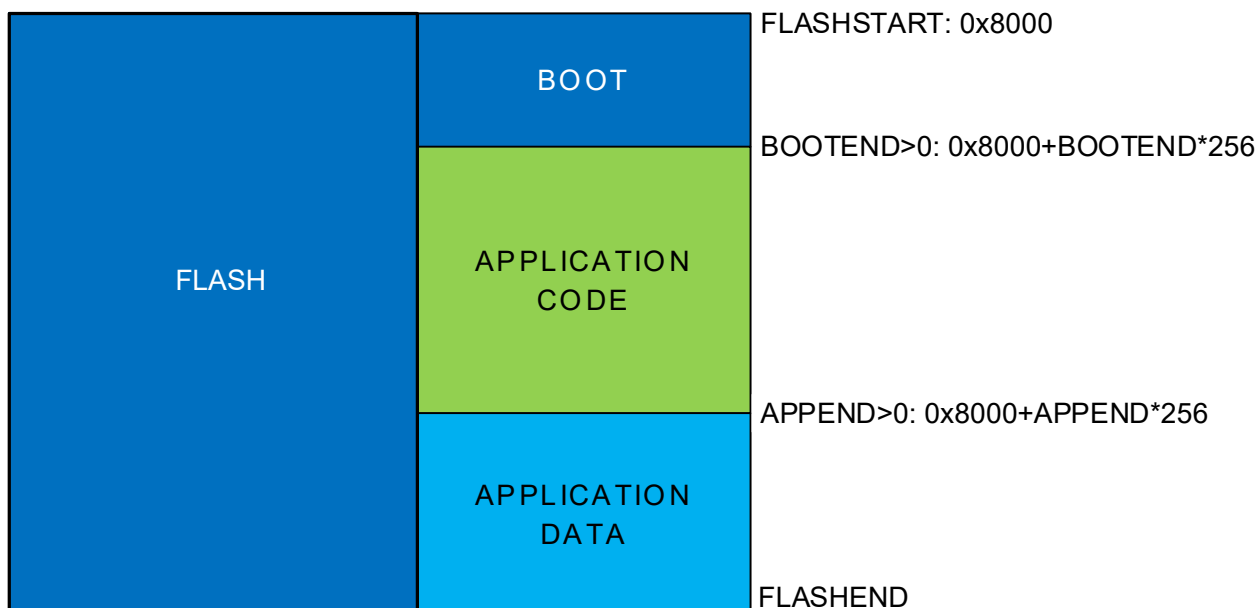 FLASHSTART: 0x8000
BOOT
BOOTEND>0: 0x8000+BOOTEND*256
FLASH
APPLICATION
CODE
APPEND>0: 0x8000+APPEND*256
APPLICATION
DATA
FLASHEND